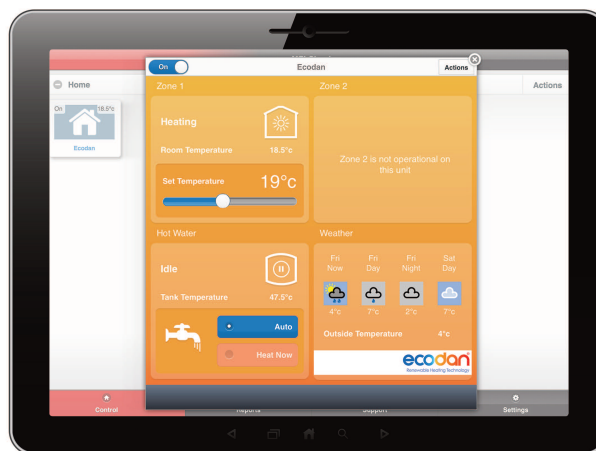 On
Ecodan
Actions
Home
Actions
On
18.5°c
Ecodan
Zone 1
Heating
Room Temperature 18.5°c
Set Temperature 19°c
Zone 2
Zone 2 is not operational on
this unit
Hot Water
Idle
Tank Temperature 47.5°c
Auto
Heat Now
Weather
Fri Fri Fri Sat
Now Day Night Day
4°c 7°c 2°c 7°c
Outside Temperature 4°c
ecodan
Renewable Heating Technology
Control
Reports
Support
Settings